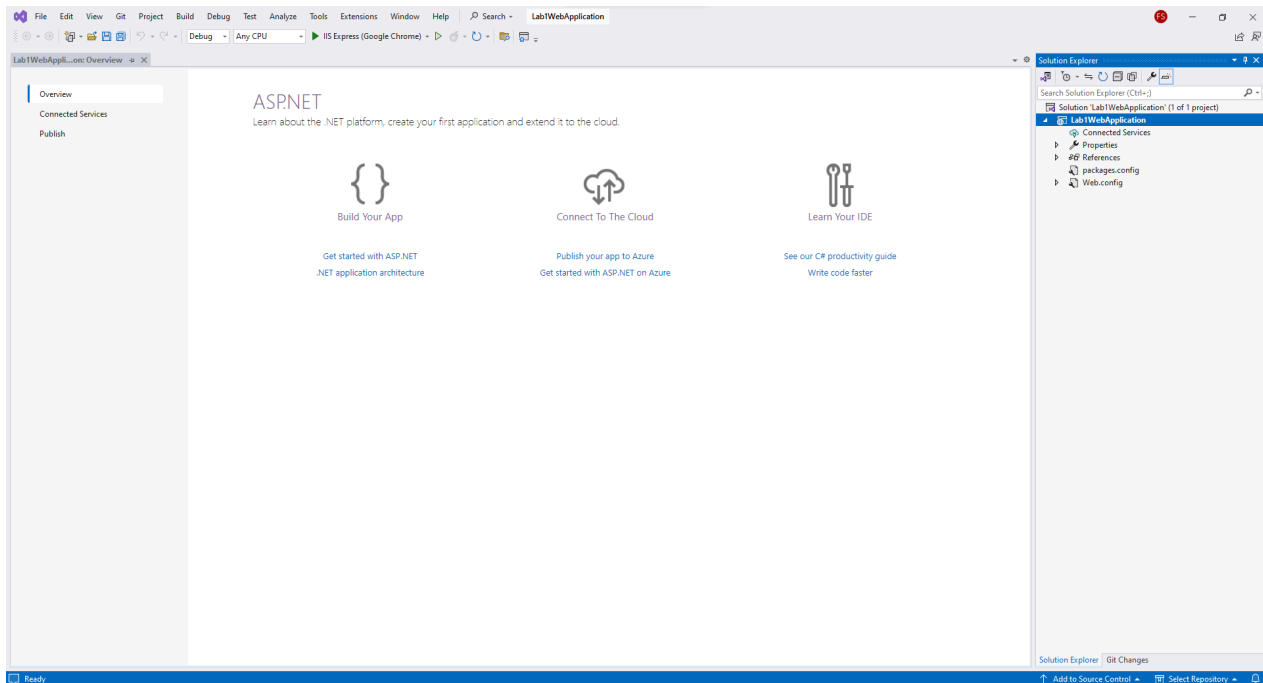 File Edit View Git Project Build Debug Test Analyze Tools Extensions Window Help Search Lab1WebApplication FS
Debug Any CPU IIS Express (Google Chrome)
Lab1WebAppli...on: Overview
Solution Explorer
Overview
Connected Services
Publish
ASP.NET
Learn about the .NET platform, create your first application and extend it to the cloud.
Build Your App
Get started with ASP.NET
.NET application architecture
Connect To The Cloud
Publish your app to Azure
Get started with ASP.NET on Azure
Learn Your IDE
See our C# productivity guide
Write code faster
Search Solution Explorer (Ctrl+;)
Solution 'Lab1WebApplication' (1 of 1 project)
Lab1WebApplication
Connected Services
Properties
References
packages.config
Web.config
Solution Explorer Git Changes
Ready
Add to Source Control Select Repository